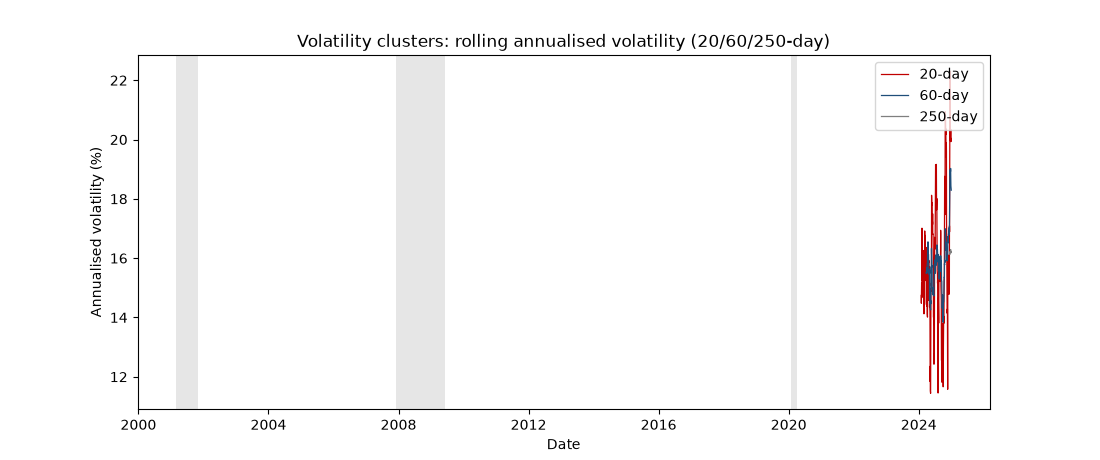 Volatility clusters: rolling annualised volatility (20/60/250-day)
Annualised volatility (%)
22
20
18
16
14
12
20-day
60-day
250-day
2000
2004
2008
2012
2016
2020
2024
Date